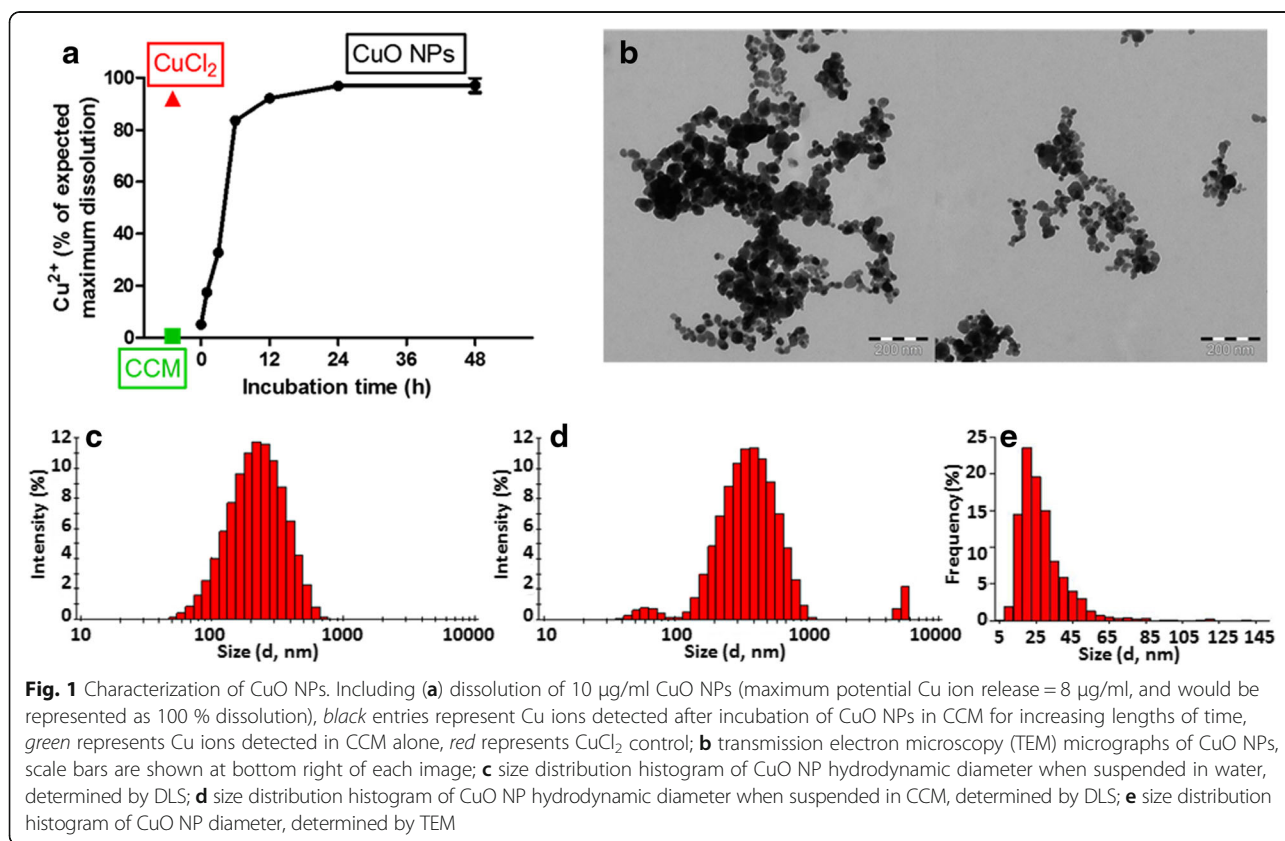 a
CuCl₂
CuO NPs
Cu²⁺ (% of expected
maximum dissolution)
100
80
60
40
20
0
CCM
0 12 24 36 48
Incubation time (h)
b
200 nm
200 nm
c
Intensity (%)
12
10
8
6
4
2
0
10 100 1000 10000
Size (d, nm)
d
Intensity (%)
12
10
8
6
4
2
0
10 100 1000 10000
Size (d, nm)
e
Frequency (%)
25
20
15
10
5
0
5 25 45 65 85 105 125 145
Size (d, nm)
Fig. 1 Characterization of CuO NPs. Including (a) dissolution of 10 μg/ml CuO NPs (maximum potential Cu ion release = 8 μg/ml, and would be
represented as 100 % dissolution), black entries represent Cu ions detected after incubation of CuO NPs in CCM for increasing lengths of time,
green represents Cu ions detected in CCM alone, red represents CuCl₂ control; b transmission electron microscopy (TEM) micrographs of CuO NPs,
scale bars are shown at bottom right of each image; c size distribution histogram of CuO NP hydrodynamic diameter when suspended in water,
determined by DLS; d size distribution histogram of CuO NP hydrodynamic diameter when suspended in CCM, determined by DLS; e size distribution
histogram of CuO NP diameter, determined by TEM